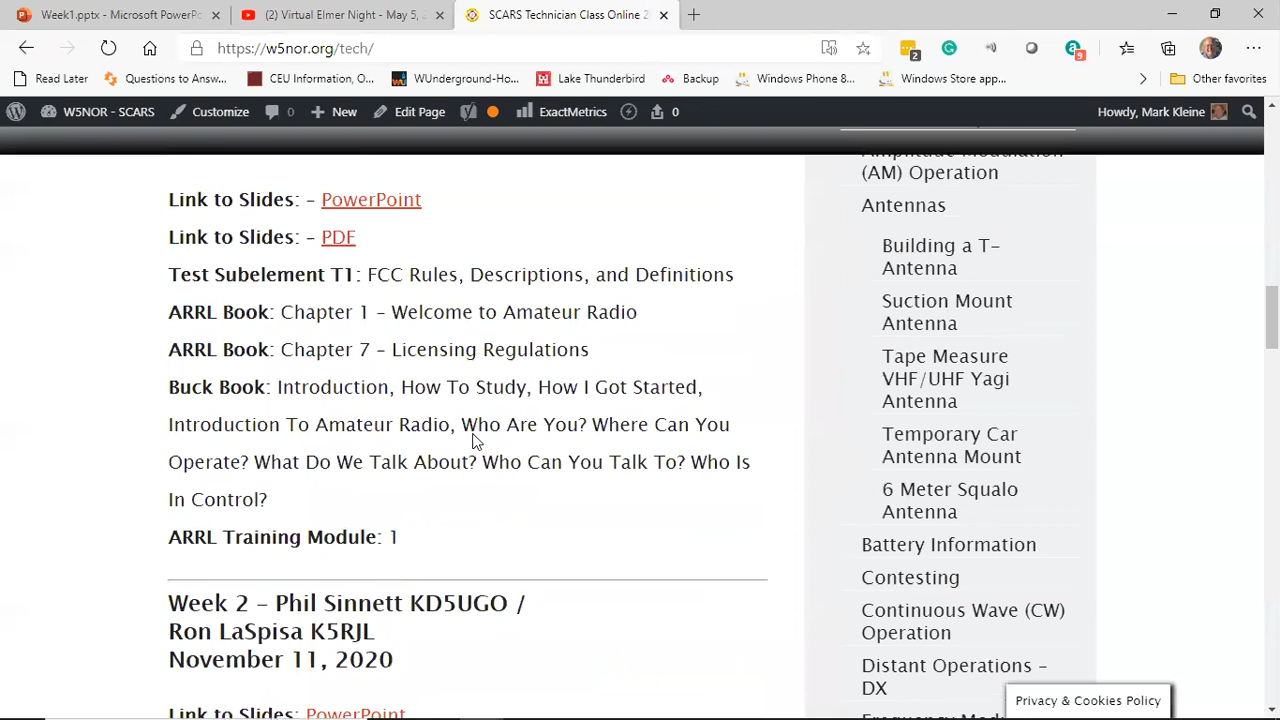 Week1.pptx - Microsoft PowerPo
(2) Virtual Elmer Night - May 5,
SCARS Technician Class Online 2
https://w5nor.org/tech/
2
9
Read Later
Questions to Answ...
CEU Information, O...
WUnderground-Ho...
Lake Thunderbird
Backup
Windows Phone 8...
Windows Store app...
Other favorites
W5NOR - SCARS
Customize
0
New
Edit Page
ExactMetrics
0
Howdy, Mark Kleine
Link to Slides: – PowerPoint
Link to Slides: – PDF
Test Subelement T1: FCC Rules, Descriptions, and Definitions
ARRL Book: Chapter 1 – Welcome to Amateur Radio
ARRL Book: Chapter 7 – Licensing Regulations
Buck Book: Introduction, How To Study, How I Got Started,
Introduction To Amateur Radio, Who Are You? Where Can You
Operate? What Do We Talk About? Who Can You Talk To? Who Is
In Control?
ARRL Training Module: 1
Week 2 – Phil Sinnett KD5UGO /
Ron LaSpisa K5RJL
November 11, 2020
Link to Slides: PowerPoint
Amplitude Modulation
(AM) Operation
Antennas
Building a T-
Antenna
Suction Mount
Antenna
Tape Measure
VHF/UHF Yagi
Antenna
Temporary Car
Antenna Mount
6 Meter Squalo
Antenna
Battery Information
Contesting
Continuous Wave (CW)
Operation
Distant Operations –
DX
Privacy & Cookies Policy